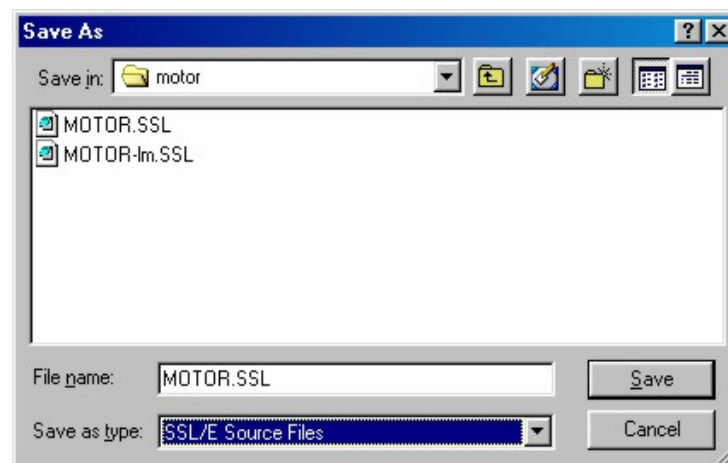 Save As
Save in: motor
MOTOR.SSL
MOTOR-lm.SSL
File name: MOTOR.SSL Save
Save as type: SSL/E Source Files Cancel